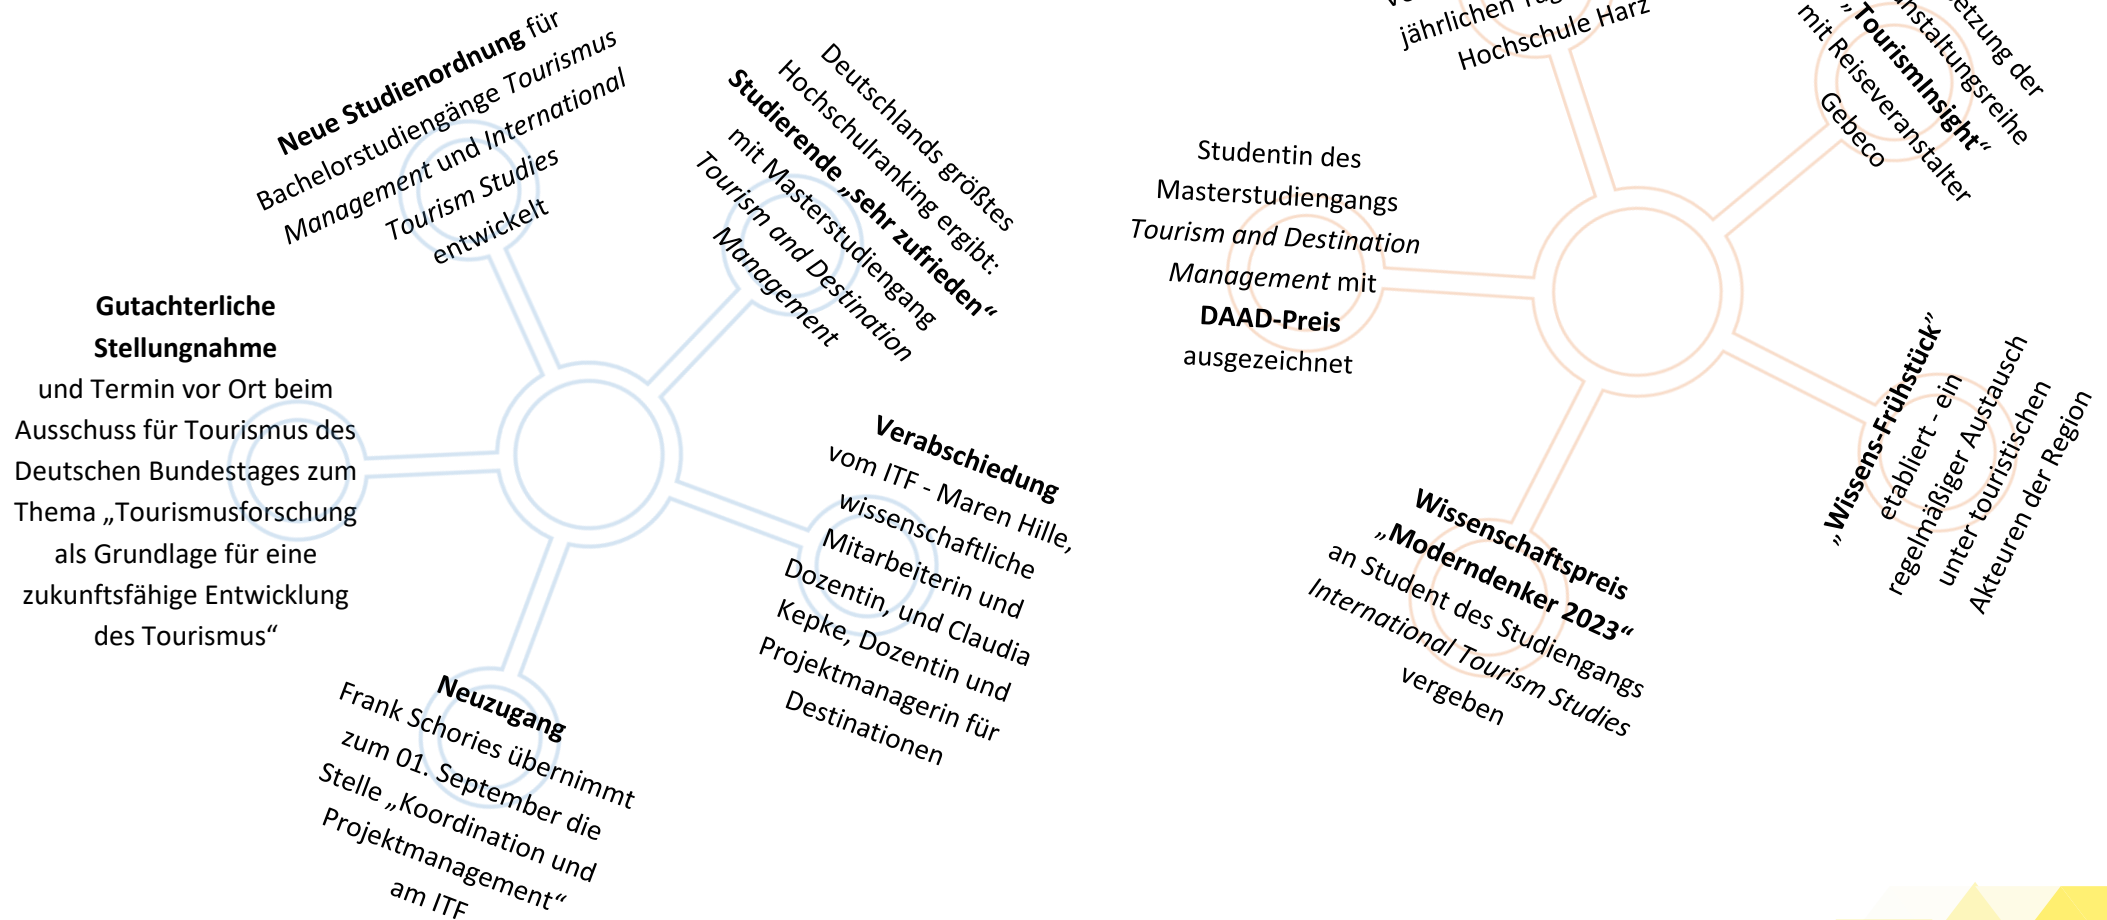 Neue Studienordnung für
Bachelorstudiengänge Tourismus
Management und International
Tourism Studies
entwickelt
Deutschlands größtes
Hochschulranking ergibt:
Studierende „sehr zufrieden“
mit Masterstudiengang
Tourism and Destination
Management
Gutachterliche
Stellungnahme
und Termin vor Ort beim
Ausschuss für Tourismus des
Deutschen Bundestages zum
Thema „Tourismusforschung
als Grundlage für eine
zukunftsfähige Entwicklung
des Tourismus“
Verabschiedung
vom ITF - Maren Hille,
wissenschaftliche
Mitarbeiterin und
Dozentin, und Claudia
Kepke, Dozentin und
Projektmanagerin für
Destinationen
Neuzugang
Frank Schories übernimmt
zum 01. September die
Stelle „Koordination und
Projektmanagement“
am ITF
jährlichen
Hochschule Harz
der
„TourismInsight“
mit Reiseveranstalter
Gebeco
Studentin des
Masterstudiengangs
Tourism and Destination
Management mit
DAAD-Preis
ausgezeichnet
„Wissens-Frühstück”
etabliert - ein
regelmäßiger Austausch
unter touristischen
Akteuren der Region
Wissenschaftspreis
„Moderndenker 2023“
an Student des Studiengangs
International Tourism Studies
vergeben